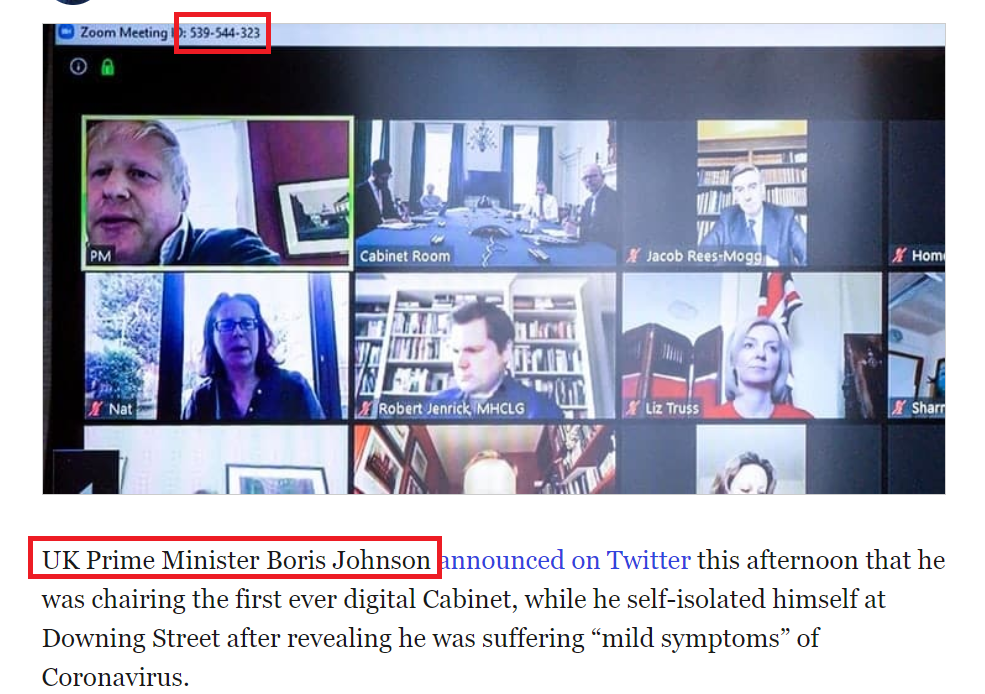 Zoom Meeting ID: 539-544-323
PM
Cabinet Room
Jacob Rees-Mogg
Nat
Robert Jenrick, MHCLG
Liz Truss
UK Prime Minister Boris Johnson announced on Twitter this afternoon that he
was chairing the first ever digital Cabinet, while he self-isolated himself at
Downing Street after revealing he was suffering “mild symptoms” of
Coronavirus.